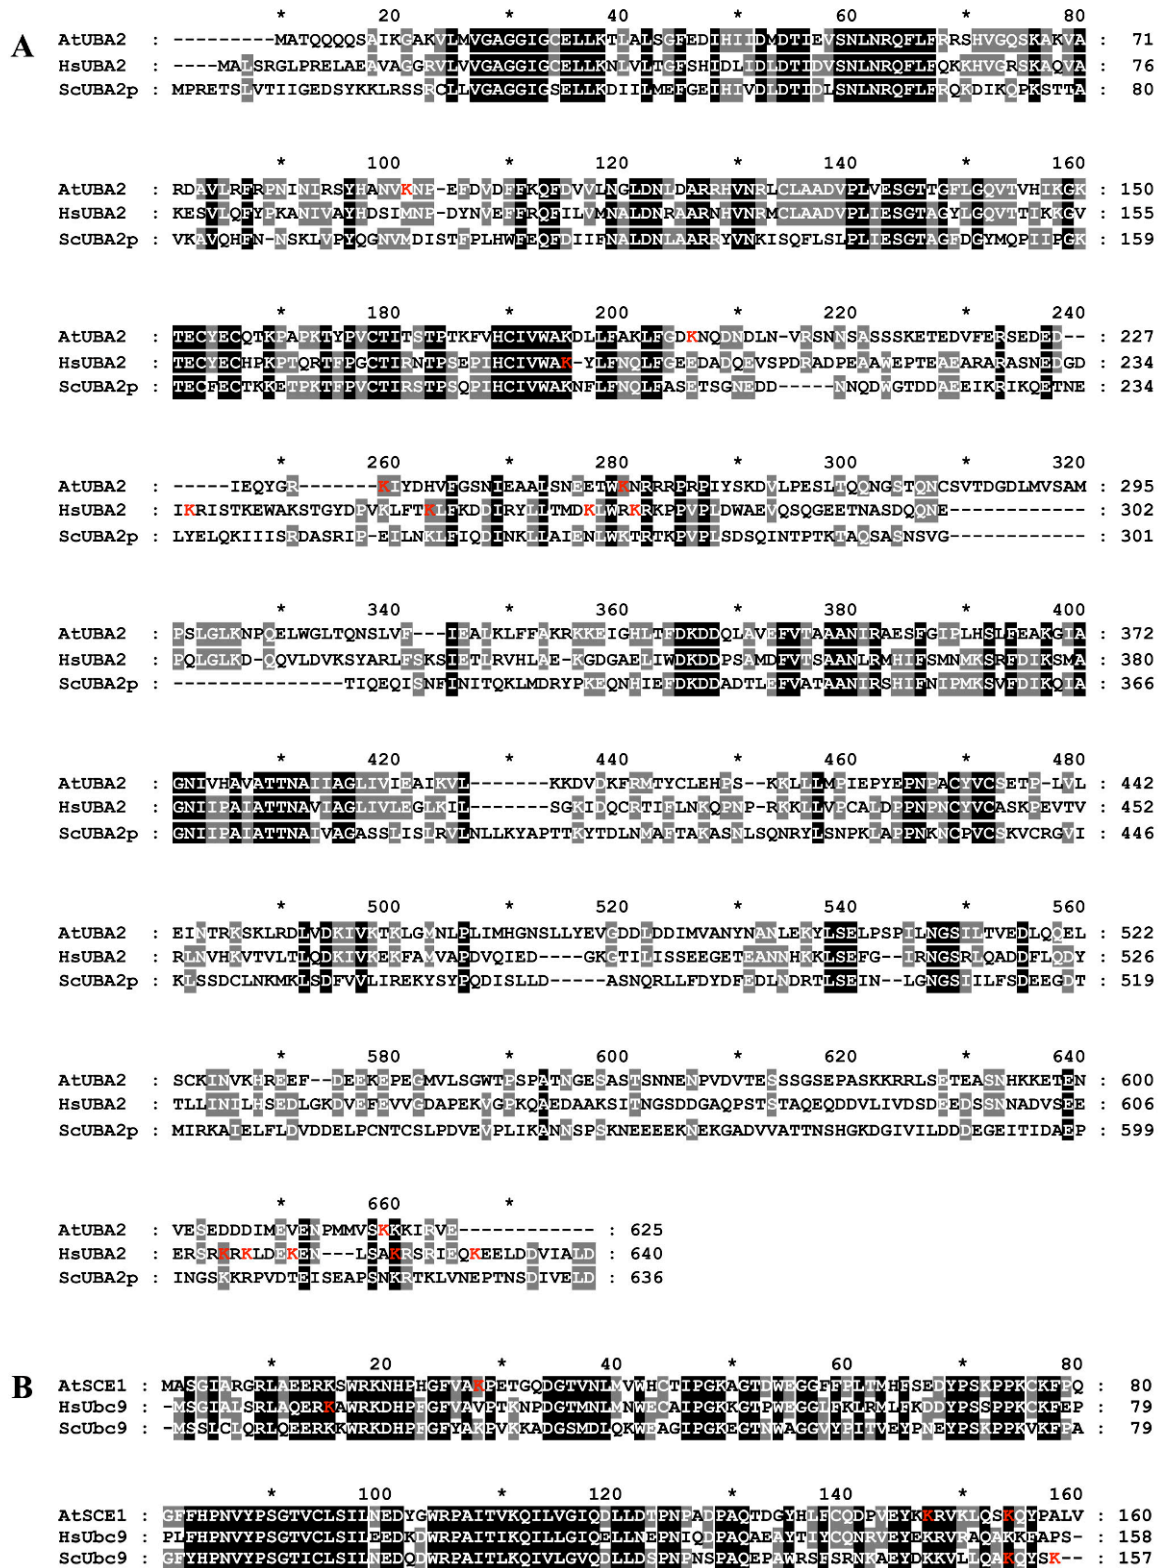 A
* 20 * 40 * 60 * 80
AtUBA2 : ---------MATQQQQSAIKGAKVLMVGAGGIGCELLKTLALSGFEDIHIIDMDTIEVSNLNRQFLFRRSHVGQSKAKVA : 71
HsUBA2 : ----MALSRGLPRELAEAVAGGRVLVVGAGGIGCELLKNLVLTGFSHIDLIDLDTIDVSNLNRQFLFQKKHVGRSKAQVA : 76
ScUBA2p : MPRETSLVTIIGEDSYKKLRSSRCLLVGAGGIGSELLKDIILMEFGEIHIVDLDTIDLSNLNRQFLFRQKDIKQPKSTTA : 80
* 100 * 120 * 140 * 160
AtUBA2 : RDAVLRFRPNINIRSYHANVKNP-EFDVDFFKQFDVVLNGLDNLDARRHVNRLCLAADVPLVESGTTGFLGQVTVHIKGK : 150
HsUBA2 : KESVLQFYPKANIVAYHDSIMNP-DYNVEFFRQFILVMNALDNRAARNHVNRMCLAADVPLIESGTAGYLGQVTTIKKGV : 155
ScUBA2p : VKAVQHFN-NSKLVPYQGNVMDISTFPLHWFEQFDIIFNALDNLAARRYVNKISQFLSLPLIESGTAGFDGYMQPIIPGK : 159
* 180 * 200 * 220 * 240
AtUBA2 : TECYECQTKPAPKTYPVCTITSTPTKFVHCIVWAKDLLFAKLFGDKNQDNDLN-VRSNNSASSSKETEDVFERSEDED-- : 227
HsUBA2 : TECYECHPKPTQRTFPGCTIRNTPSEPIHCIVWAK-YLFNQLFGEEDADQEVSPDRADPEAAWEPTEAEARARASNEDGD : 234
ScUBA2p : TECFECTKKETPKTFPVCTIRSTPSQPIHCIVWAKNFLFNQLFASETSGNEDD-----NNQDWGTDDAEEIKRIKQETNE : 234
* 260 * 280 * 300 * 320
AtUBA2 : -----IEQYGR-------KIYDHVFGSNIEAALSNEETWKNRRRPRPIYSKDVLPESLTQQNGSTQNCSVTDGDLMVSAM : 295
HsUBA2 : IKRISTKEWAKSTGYDPVKLFTKLFKDDIRYLLTMDKLWRKRKPPVPLDWAEVQSQGEETNASDQQNE------------ : 302
ScUBA2p : LYELQKIIISRDASRIP-EILNKLFIQDINKLLAIENLWKTRTKPVPLSDSQINTPTKTAQSASNSVG------------ : 301
* 340 * 360 * 380 * 400
AtUBA2 : PSLGLKNPQELWGLTQNSLVF---IEALKLFFAKRKKEIGHLTFDKDDQLAVEFVTAAANIRAESFGIPLHSLFEAKGIA : 372
HsUBA2 : PQLGLKD-QQVLDVKSYARLFSKSIETLRVHLAE-KGDGAELIWDKDDPSAMDFVTSAANLRMHIFSMNMKSRFDIKSMA : 380
ScUBA2p : ---------------TIQEQISNFINITQKLMDRYPKEQNHIEFDKDDADTLEFVATAANIRSHIFNIPMKSVFDIKQIA : 366
* 420 * 440 * 460 * 480
AtUBA2 : GNIVHAVATTNAIIAGLIVIEAIKVL-------KKDVDKFRMTYCLEHPS--KKLLLMPIEPYEPNPACYVCSETP-LVL : 442
HsUBA2 : GNIIPAIATTNAVIAGLIVLEGLKIL-------SGKIDQCRTIFLNKQPNP-RKKLLVPCALDPPNPNCYVCASKPEVTV : 452
ScUBA2p : GNIIPAIATTNAIVAGASSLISLRVLNLLKYAPTTKYTDLNMAFTAKASNLSQNRYLSNPKLAPPNKNCPVCSKVCRGVI : 446
* 500 * 520 * 540 * 560
AtUBA2 : EINTRKSKLRDLVDKIVKTKLGMNLPLIMHGNSLLYEVGDDLDDIMVANYNANLEKYLSELPSPILNGSILTVEDLQQEL : 522
HsUBA2 : RLNVHKVTVLTLQDKIVKEKFAMVAPDVQIED----GKGTILISSEEGETEANNHKKLSEFG--IRNGSRLQADDFLQDY : 526
ScUBA2p : KLSSDCLNKMKLSDFVVLIREKYSYPQDISLLD-----ASNQRLLFDYDFEDLNDRTLSEIN--LGNGSIILFSDEEGDT : 519
* 580 * 600 * 620 * 640
AtUBA2 : SCKINVKHREEF--DEEKEPEGMVLSGWTPSPATNGESASTSNNENPVDVTESSSGSEPASKKRRLSETEASNHKKETEN : 600
HsUBA2 : TLLINILHSEDLGKDVEFEVVGDAPEKVGPKQAEDAAKSITNGSDDGAQPSTSTAQEQDDVLIVDSDEEDSSNNADVSEE : 606
ScUBA2p : MIRKAIELFLDVDDELPCNTCSLPDVEVPLIKANNSPSKNEEEEKNEKGADVVATTNSHGKDGIVILDDDEGEITIDAEP : 599
* 660 *
AtUBA2 : VESEDDDIMEVENPMMVSKKKIRVE------------ : 625
HsUBA2 : ERSRKRKLDEKEN---LSAKRSRIEQKEELDDVIALD : 640
ScUBA2p : INGSKKRPVDTEISEAPSNKRTKLVNEPTNSDIVELD : 636
B
* 20 * 40 * 60 * 80
AtSCE1 : MASGIARGRLAEERKSWRKNHPHGFVAKPETGQDGTVNLMVWHCTIPGKAGTDWEGGFFPLTMHFSEDYPSKPPKCKFPQ : 80
HsUbc9 : -MSGIALSRLAQERKAWRKDHPFGFVAVPTKNPDGTMNLMNWECAIPGKKGTPWEGGLFKLRMLFKDDYPSSPPKCKFEP : 79
ScUbc9 : -MSSLCLQRLQEERKKWRKDHPFGFYAKPVKKADGSMDLQKWEAGIPGKEGTNWAGGVYPITVEYPNEYPSKPPKVKFPA : 79
* 100 * 120 * 140 * 160
AtSCE1 : GFFHPNVYPSGTVCLSILNEDYGWRPAITVKQILVGIQDLLDTPNPADPAQTDGYHLFCQDPVEYKKRVKLQSKQYPALV : 160
HsUbc9 : PLFHPNVYPSGTVCLSILEEDKDWRPAITIKQILLGIQELLNEPNIQDPAQAEAYTIYCQNRVEYEKRVRAQAKKFAPS- : 158
ScUbc9 : GFYHPNVYPSGTICLSILNEDQDWRPAITLKQIVLGVQDLLDSPNPNSPAQEPAWRSFSRNKAEYDKKVLLQAKQYSK-- : 157